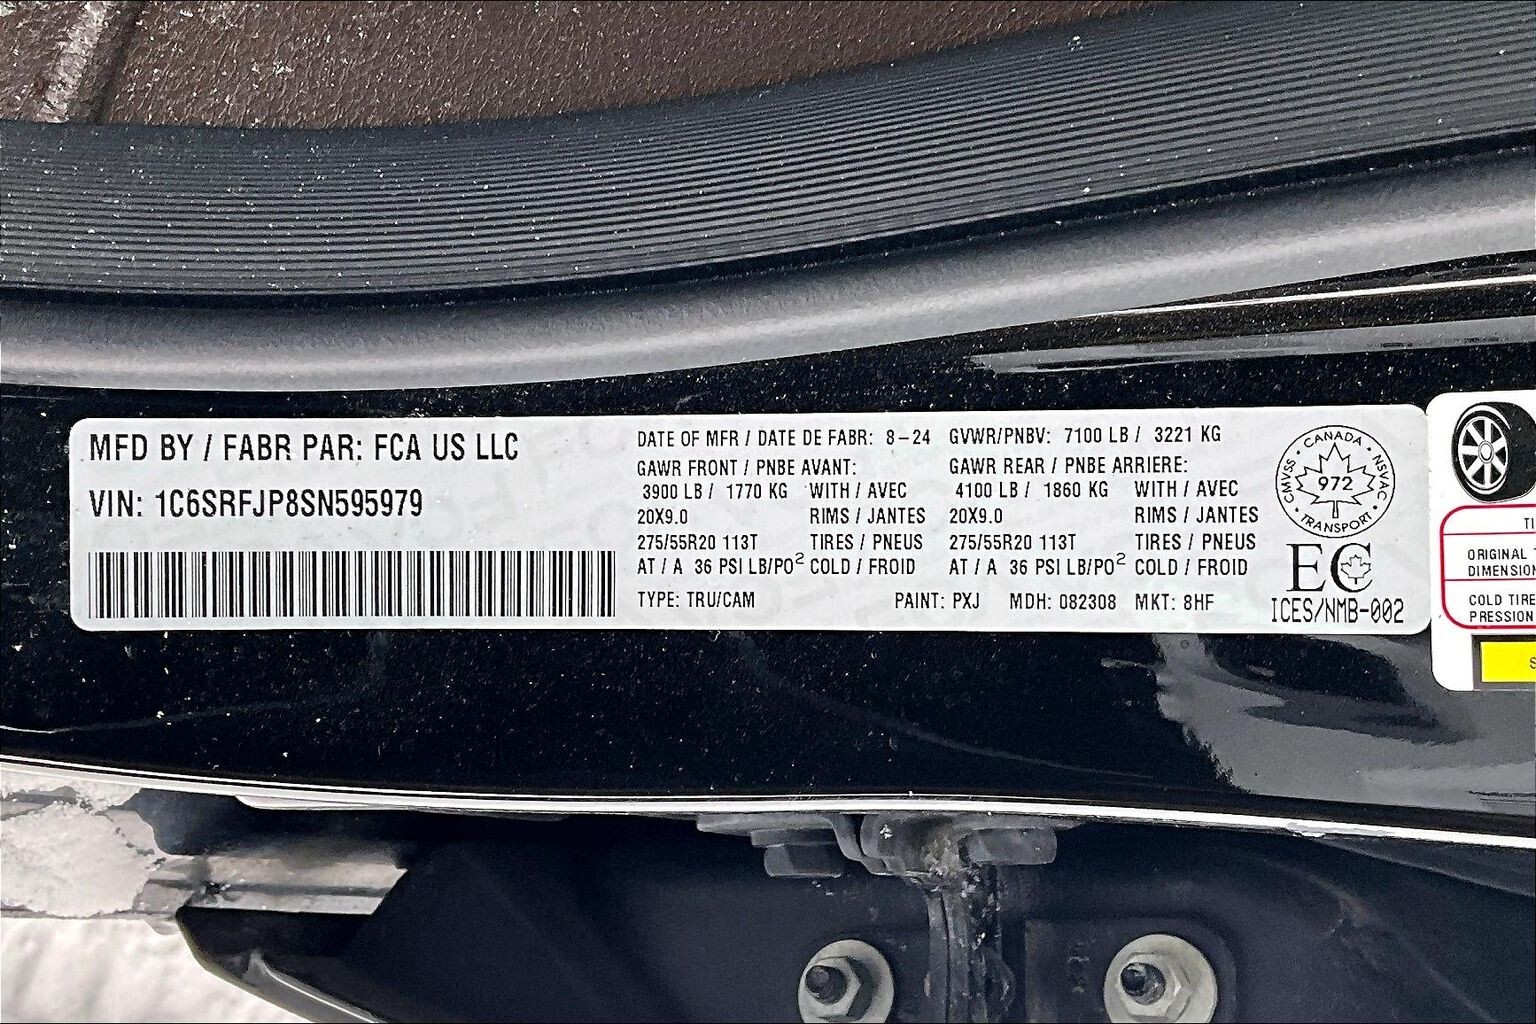 MFD BY / FABR PAR: FCA US LLC
VIN: 1C6SRFJP8SN595979
DATE OF MFR / DATE DE FABR: 8-24 GVWR/PNBV: 7100 LB / 3221 KG
GAWR FRONT / PNBE AVANT: GAWR REAR / PNBE ARRIERE:
3900 LB / 1770 KG WITH / AVEC 4100 LB / 1860 KG WITH / AVEC
20X9.0 RIMS / JANTES 20X9.0 RIMS / JANTES
275/55R20 113T TIRES / PNEUS 275/55R20 113T TIRES / PNEUS
AT / A 36 PSI LB/PO² COLD / FROID AT / A 36 PSI LB/PO² COLD / FROID
TYPE: TRU/CAM PAINT: PXJ MDH: 082308 MKT: 8HF
CANADA
CMVSS 972 NSVAC
TRANSPORT
EC
ICES/NMB-002
TI
ORIGINAL
DIMENSION
COLD TIRE
PRESSION
S